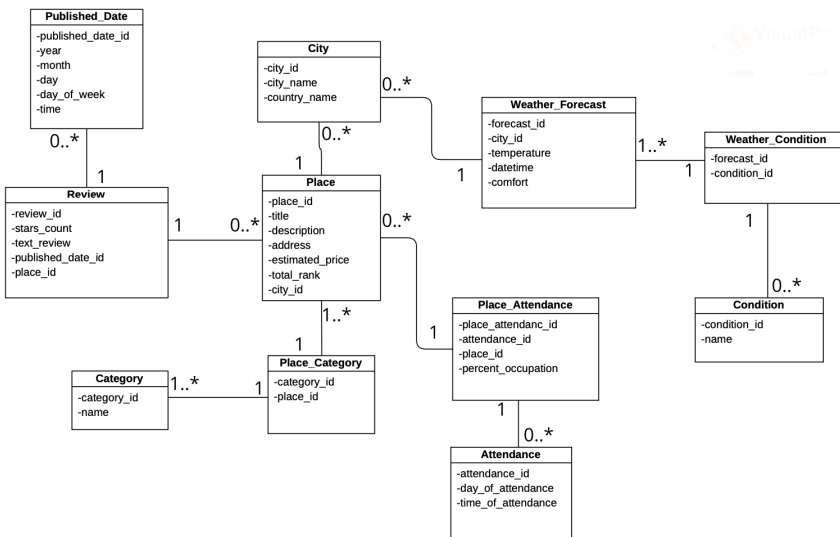 Published_Date
-published_date_id
-year
-month
-day
-day_of_week
-time
0..*
1
Review
-review_id
-stars_count
-text_review
-published_date_id
-place_id
1
0..*
City
-city_id
-city_name
-country_name
0..*
0..*
1
Place
-place_id
-title
-description
-address
-estimated_price
-total_rank
-city_id
0..*
1..*
1
Place_Category
-category_id
-place_id
Category
-category_id
-name
1..*
1
Weather_Forecast
-forecast_id
-city_id
-temperature
-datetime
-comfort
1
1..*
1
Weather_Condition
-forecast_id
-condition_id
1
0..*
Condition
-condition_id
-name
Place_Attendance
-place_attendanc_id
-attendance_id
-place_id
-percent_occupation
1
1
0..*
Attendance
-attendance_id
-day_of_attendance
-time_of_attendance